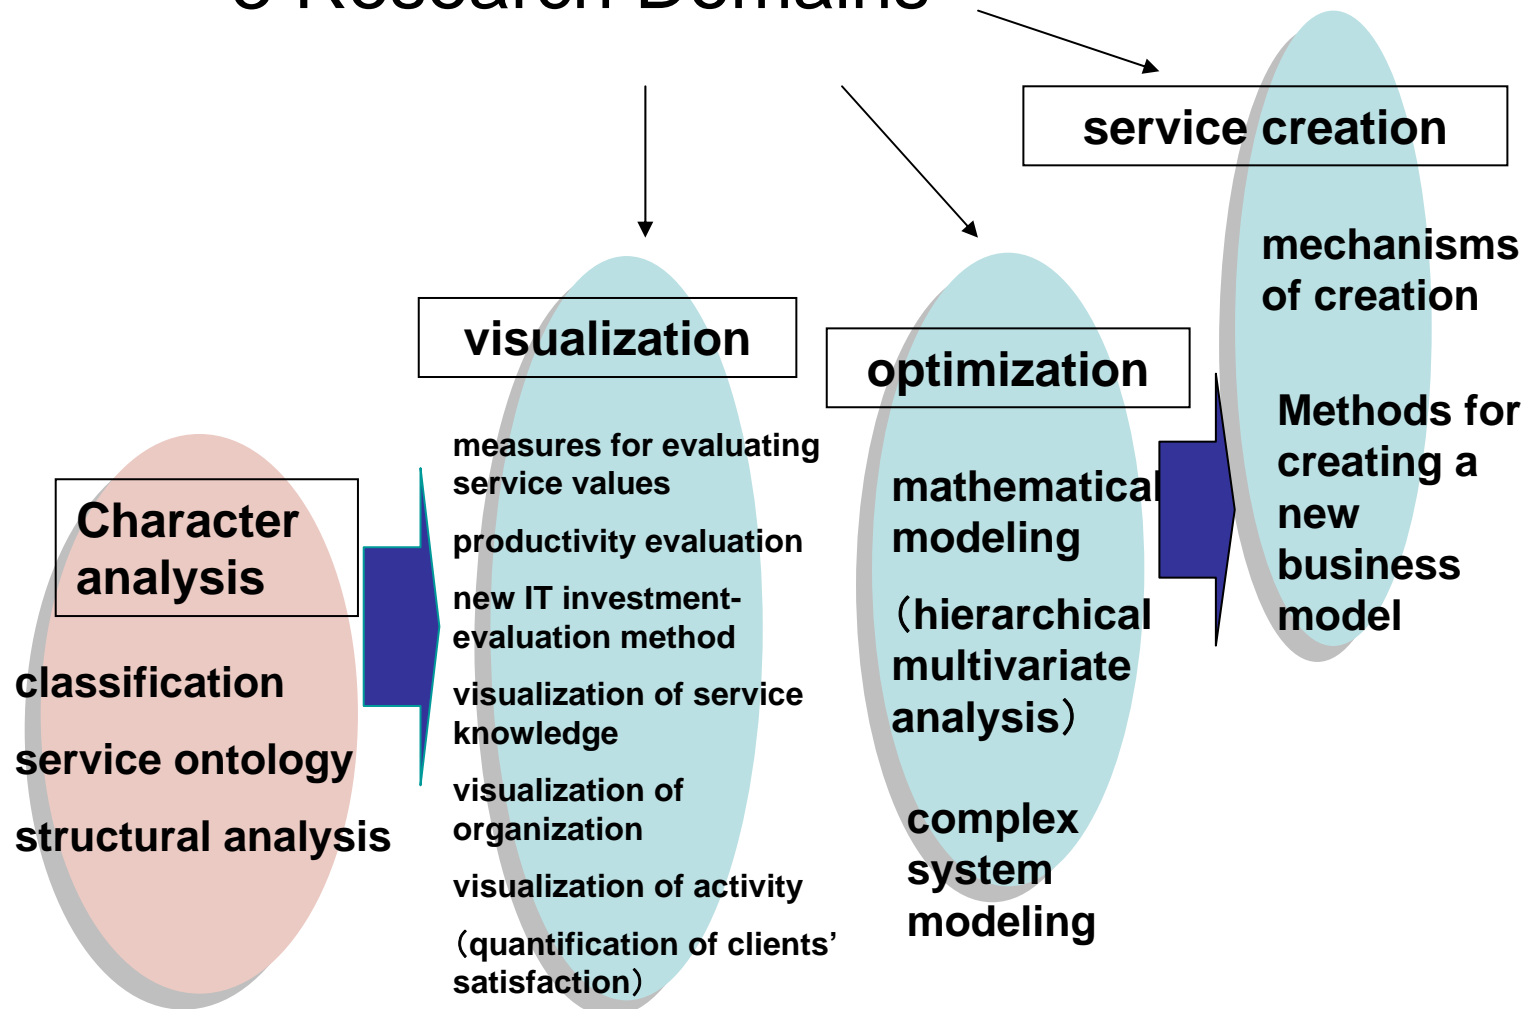 Research Domains
service creation
mechanisms
of creation
Methods for
creating a
new
business
model
visualization
measures for evaluating
service values
productivity evaluation
new IT investment-
evaluation method
visualization of service
knowledge
visualization of
organization
visualization of activity
（quantification of clients’
satisfaction）
optimization
mathematical
modeling
（hierarchical
multivariate
analysis）
complex
system
modeling
Character
analysis
classification
service ontology
structural analysis